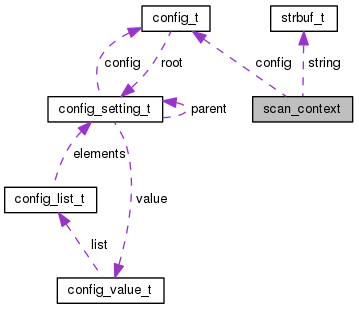 config_t
strbuf_t
config
root
config
string
config_setting_t
parent
scan_context
elements
config_list_t
value
list
config_value_t